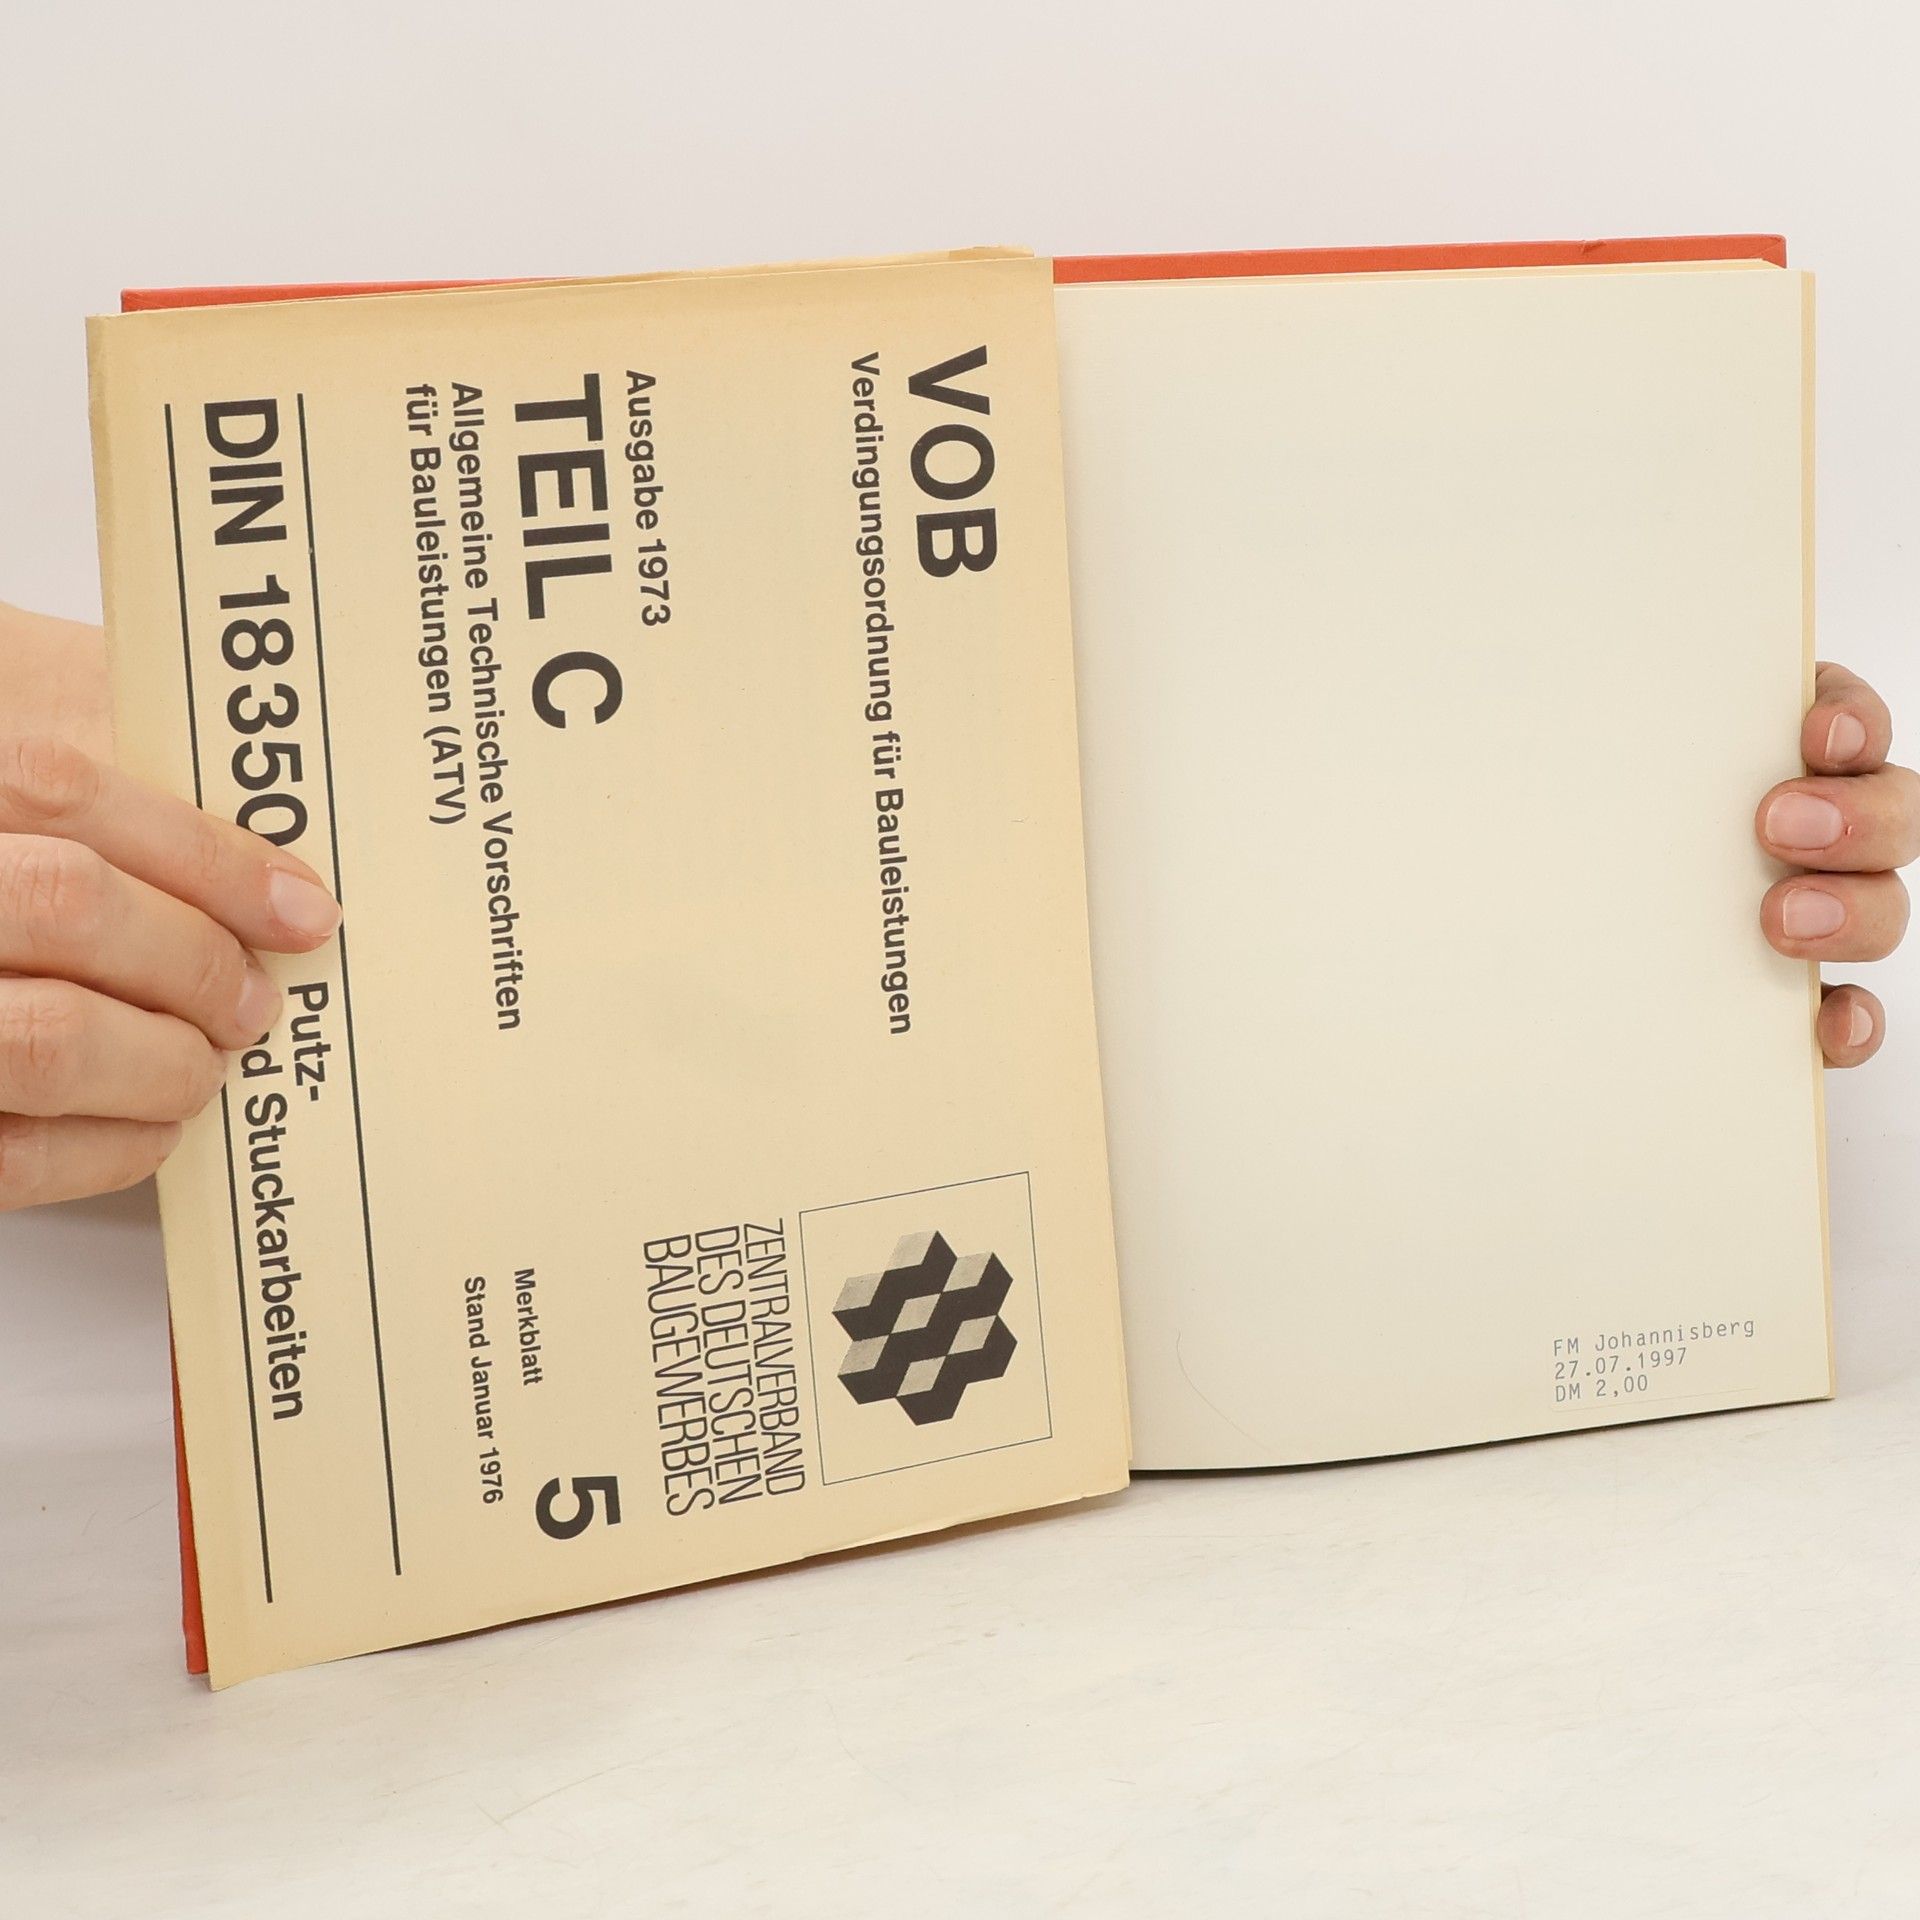 VOB
Verdingungsordnung für Bauleistungen
Ausgabe 1973
TEIL C
Allgemeine Technische Vorschriften
für Bauleistungen (ATV)
DIN 18350
Putz-
Stuckarbeiten
ZENTRALVERBAND
DES DEUTSCHEN
BAUGEWERBES
Merkblatt
5
Stand Januar 1976
FM Johannisberg
27.07.1997
DM 2,00